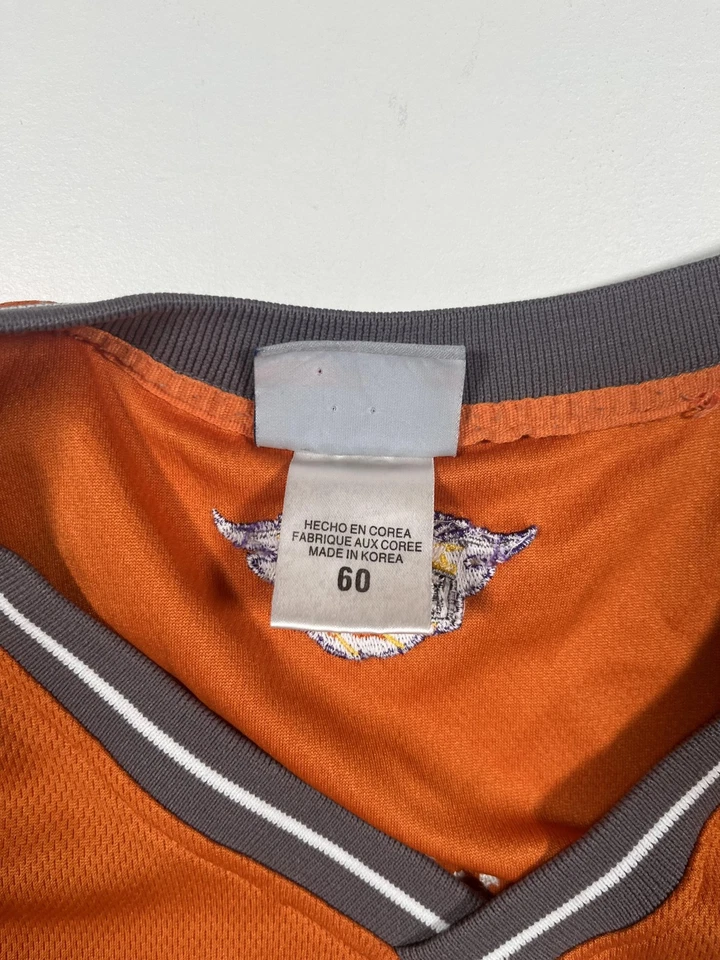 HECHO EN COREA
FABRIQUE AUX COREE
MADE IN KOREA
60